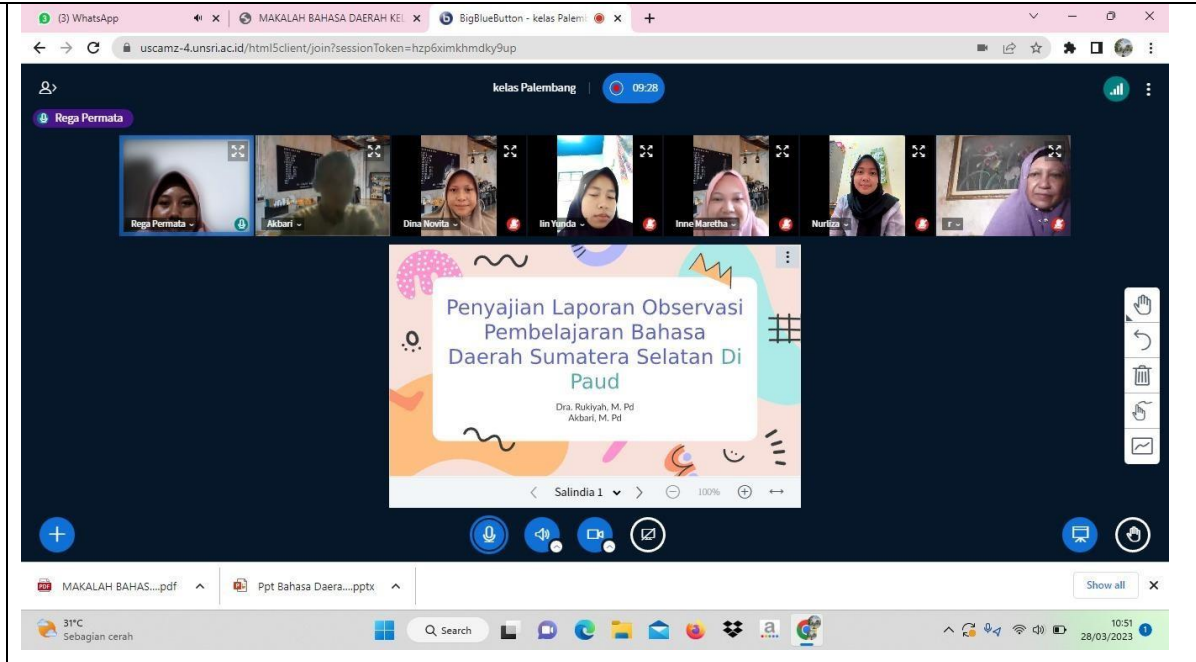 (3) WhatsApp
MAKALAH BAHASA DAERAH KEL
BigBlueButton - kelas Palem
uscamz-4.unsri.ac.id/html5client/join?sessionToken=hzp6ximkhmdky9up
kelas Palembang
09:28
Rega Permata
Rega Permata
Akbari
Dina Novita
Iin Yunda
Inne Maretha
Nurliza
r
Penyajian Laporan Observasi
Pembelajaran Bahasa
Daerah Sumatera Selatan Di
Paud
Dra. Rukiyah, M. Pd
Akbari, M. Pd
Salindia 1
100%
MAKALAH BAHAS....pdf
Ppt Bahasa Daera....pptx
Show all
31°C
Sebagian cerah
Search
10:51
28/03/2023
1